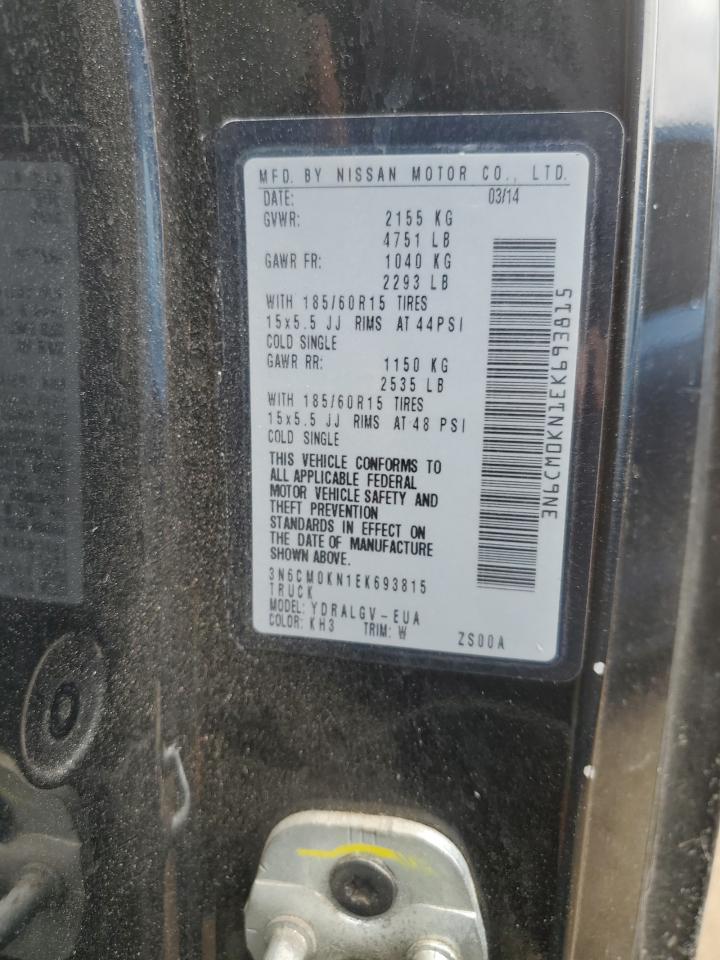 MFD. BY NISSAN MOTOR CO., LTD.
DATE: 03/14
GVWR: 2155 KG
4751 LB
GAWR FR: 1040 KG
2293 LB
WITH 185/60R15 TIRES
15x5.5 JJ RIMS AT 44PSI
COLD SINGLE
GAWR RR: 1150 KG
2535 LB
WITH 185/60R15 TIRES
15x5.5 JJ RIMS AT 48 PSI
COLD SINGLE
THIS VEHICLE CONFORMS TO
ALL APPLICABLE FEDERAL
MOTOR VEHICLE SAFETY AND
THEFT PREVENTION
STANDARDS IN EFFECT ON
THE DATE OF MANUFACTURE
SHOWN ABOVE.
3N6CM0KN1EK693815
TRUCK
MODEL: YDRALGV-EUA
COLOR: KH3 TRIM: W ZS00A
3N6CM0KN1EK693815